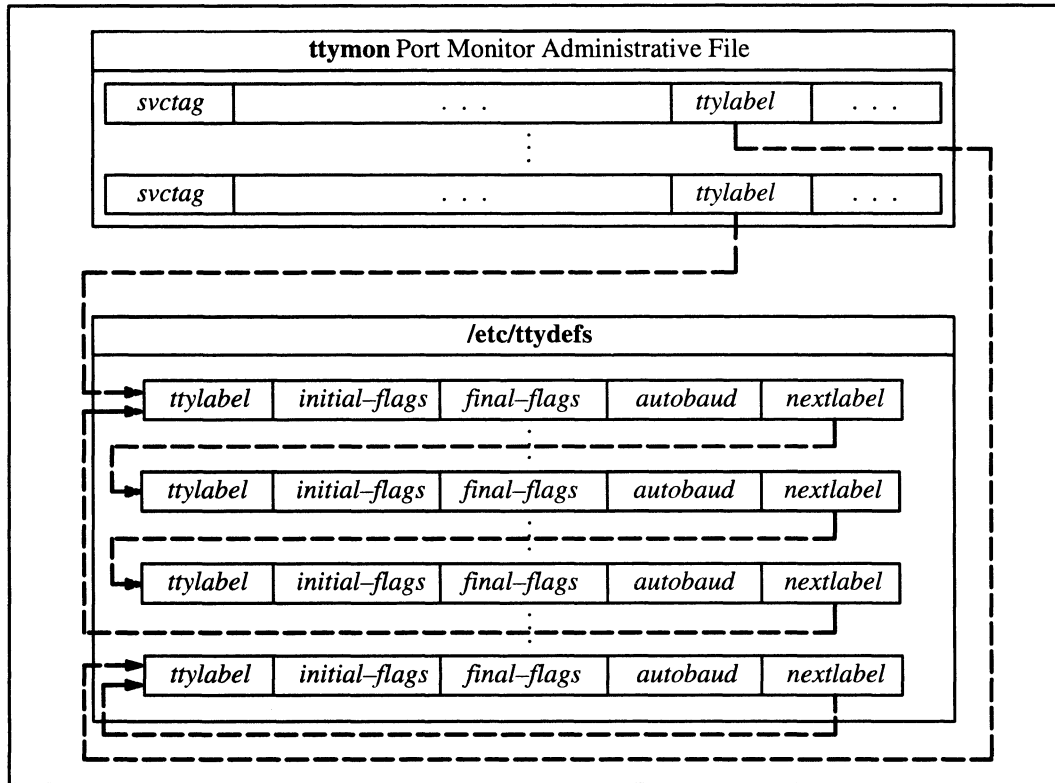 ttymon Port Monitor Administrative File
svctag . . . ttylabel . . .
svctag . . . ttylabel . . .
/etc/ttydefs
ttylabel initial–flags final–flags autobaud nextlabel
ttylabel initial–flags final–flags autobaud nextlabel
ttylabel initial–flags final–flags autobaud nextlabel
ttylabel initial–flags final–flags autobaud nextlabel